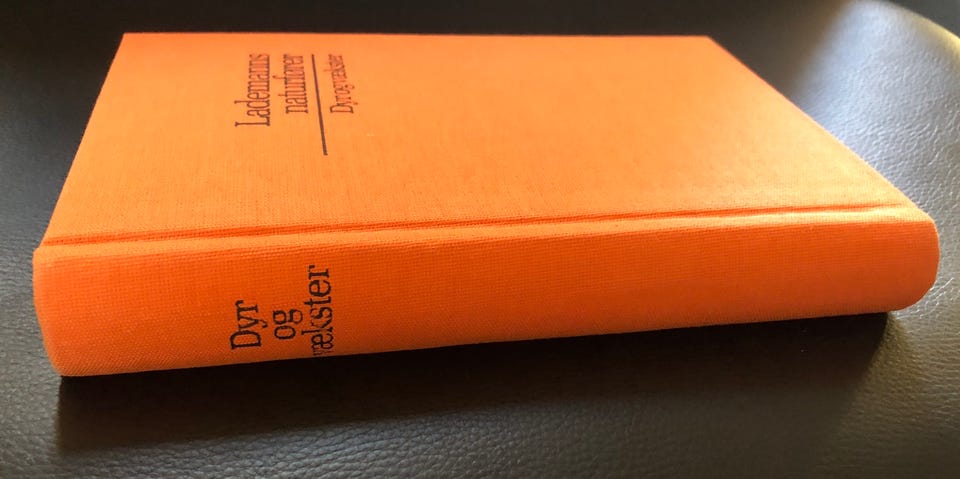 Lademanns
naturfører
Dyr og vækster
Dyr
og
vækster